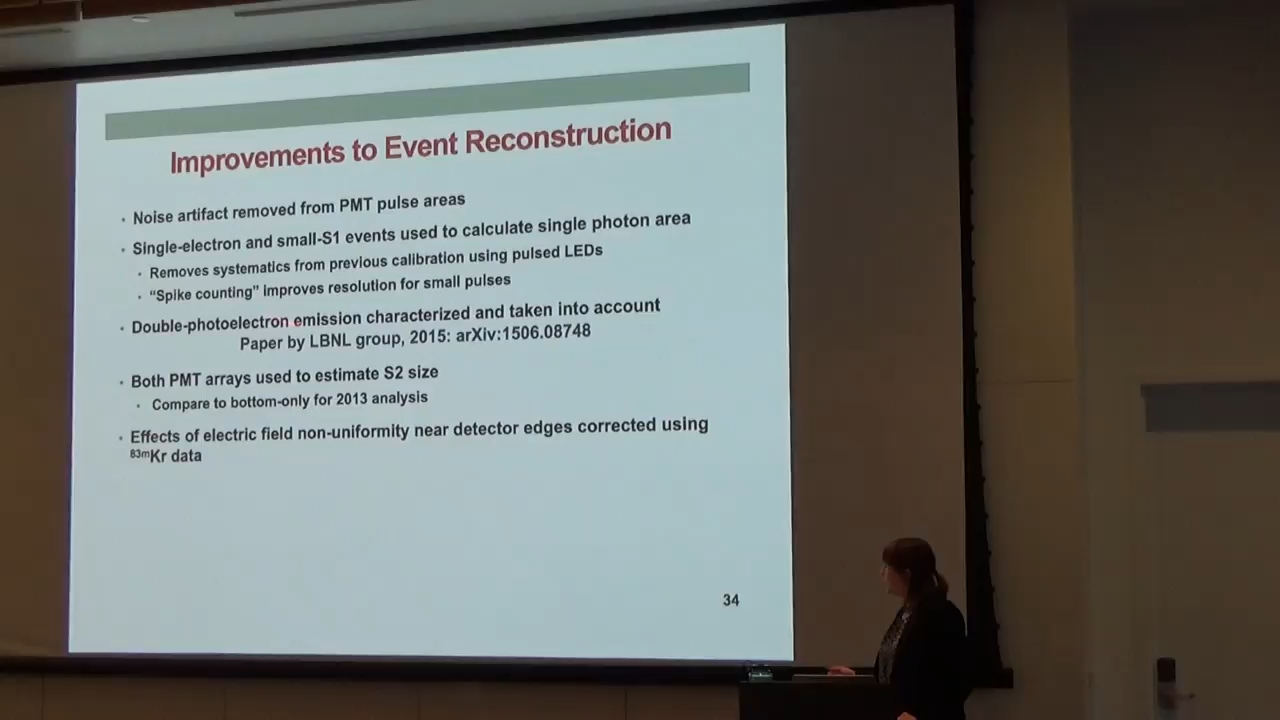 Improvements to Event Reconstruction
• Noise artifact removed from PMT pulse areas
• Single-electron and small-S1 events used to calculate single photon area
• Removes systematics from previous calibration using pulsed LEDs
• “Spike counting” improves resolution for small pulses
• Double-photoelectron emission characterized and taken into account
Paper by LBNL group, 2015: arXiv:1506.08748
• Both PMT arrays used to estimate S2 size
• Compare to bottom-only for 2013 analysis
• Effects of electric field non-uniformity near detector edges corrected using
⁸³ᵐKr data
34